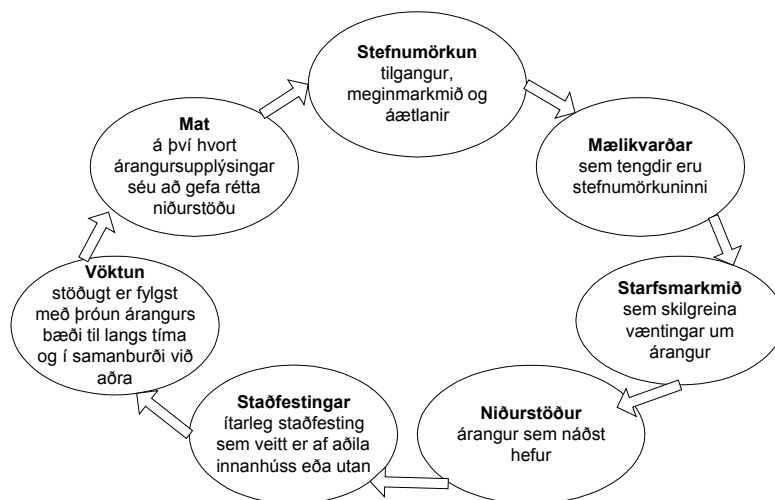 Stefnumörkun
tilgangur,
meginmarkmið og
áætlanir
Mælikvarðar
sem tengdir eru
stefnumörkuninni
Starfsmarkmið
sem skilgreina
væntingar um
árangur
Niðurstöður
árangur sem náðst
hefur
Staðfestingar
ítarleg staðfesting
sem veitt er af aðila
innanhúss eða utan
Vöktun
stöðugt er fylgst
með þróun árangurs
bæði til langs tíma
og í samanburði við
aðra
Mat
á því hvort
árangursupplýsingar
séu að gefa rétta
niðurstöðu